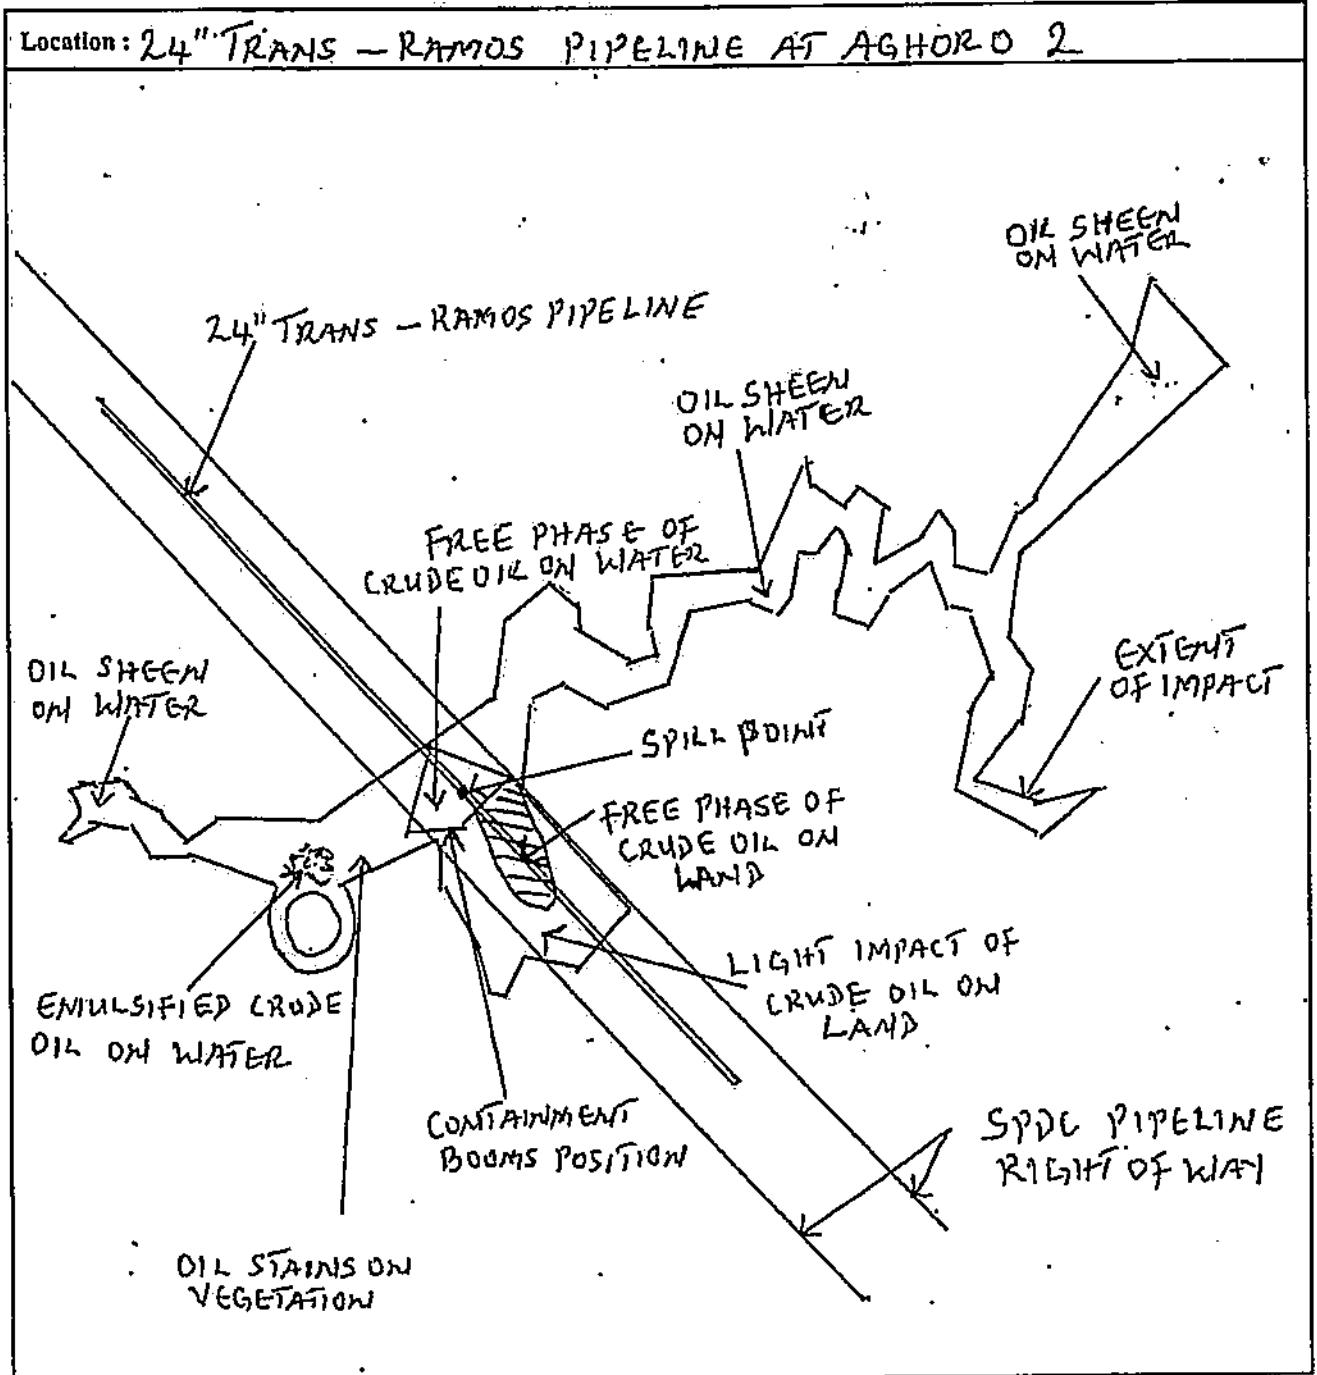 Location: 24" TRANS - RAMOS PIPELINE AT AGHORO 2
OIL SHEEN
ON WATER
24" TRANS - RAMOS PIPELINE
OIL SHEEN
ON WATER
FREE PHASE OF
CRUDE OIL ON WATER
OIL SHEEN
ON WATER
EXTENT
OF IMPACT
SPILL POINT
FREE PHASE OF
CRUDE OIL ON
LAND
LIGHT IMPACT OF
CRUDE OIL ON
LAND
EMULSIFIED CRUDE
OIL ON WATER
CONTAINMENT
BOOMS POSITION
SPDC PIPELINE
RIGHT OF WAY
OIL STAINS ON
VEGETATION